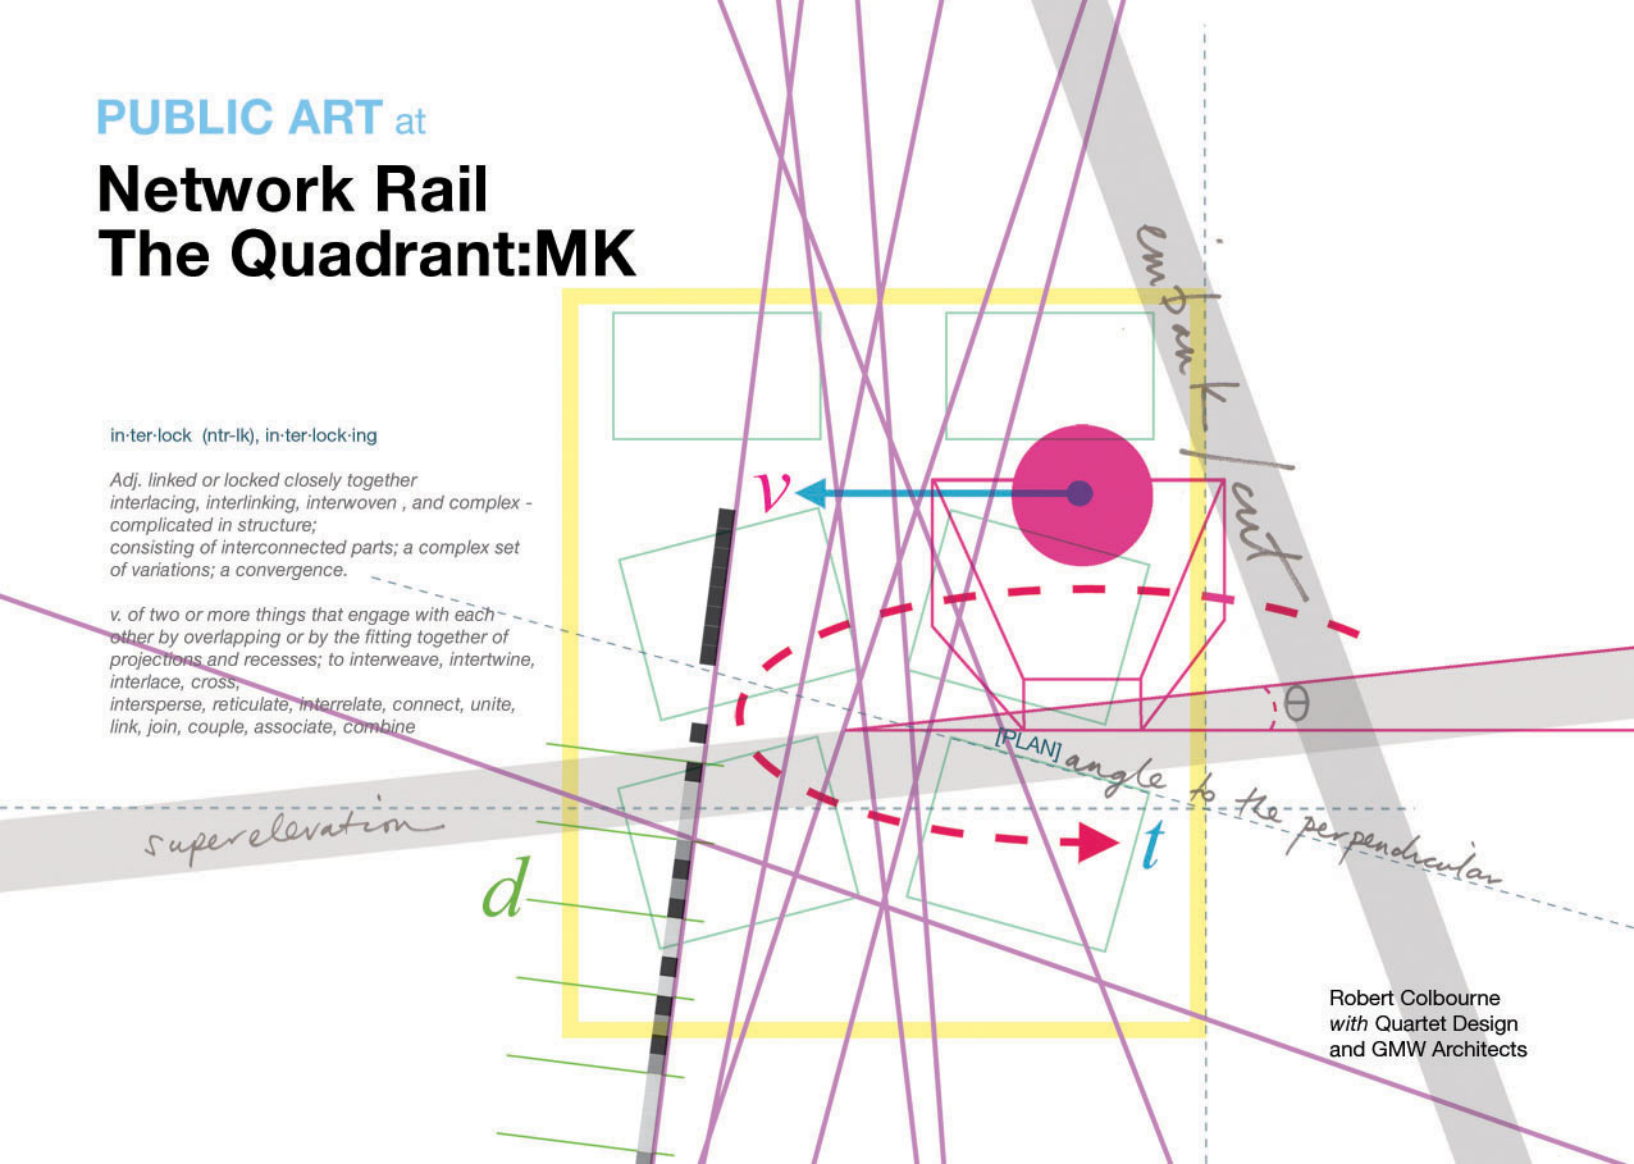 PUBLIC ART at
Network Rail
The Quadrant:MK
in·ter·lock (ntr-lk), in·ter·lock·ing
Adj. linked or locked closely together
interlacing, interlinking, interwoven , and complex -
complicated in structure;
consisting of interconnected parts; a complex set
of variations; a convergence.
v. of two or more things that engage with each
other by overlapping or by the fitting together of
projections and recesses; to interweave, intertwine,
interlace, cross,
intersperse, reticulate, interrelate, connect, unite,
link, join, couple, associate, combine
embank/cut
v
θ
[PLAN] angle to the perpendicular
superelevation
t
d
Robert Colbourne
with Quartet Design
and GMW Architects